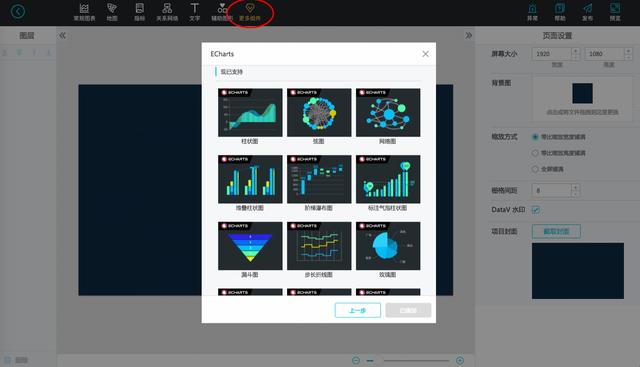 常规图表 地图 指标 关系网络 文字 辅助图形 更多组件 异常 帮助 发布 预览
图层
页面设置
ECharts
现已支持
ECHARTS ECHARTS ECHARTS
柱状图 弦图 网络图
ECHARTS ECHARTS ECHARTS
堆叠柱状图 阶梯瀑布图 标注气泡柱状图
ECHARTS ECHARTS ECHARTS
漏斗图 步长折线图 玫瑰图
ECHARTS ECHARTS ECHARTS
上一步 已添加
屏幕大小 1920 1080
宽度 高度
背景图
点击或将文件拖拽到这里更换
缩放方式 等比缩放宽度铺满
等比缩放高度铺满
全屏铺满
栅格间距 8
DataV 水印
项目封面 截取封面
删除